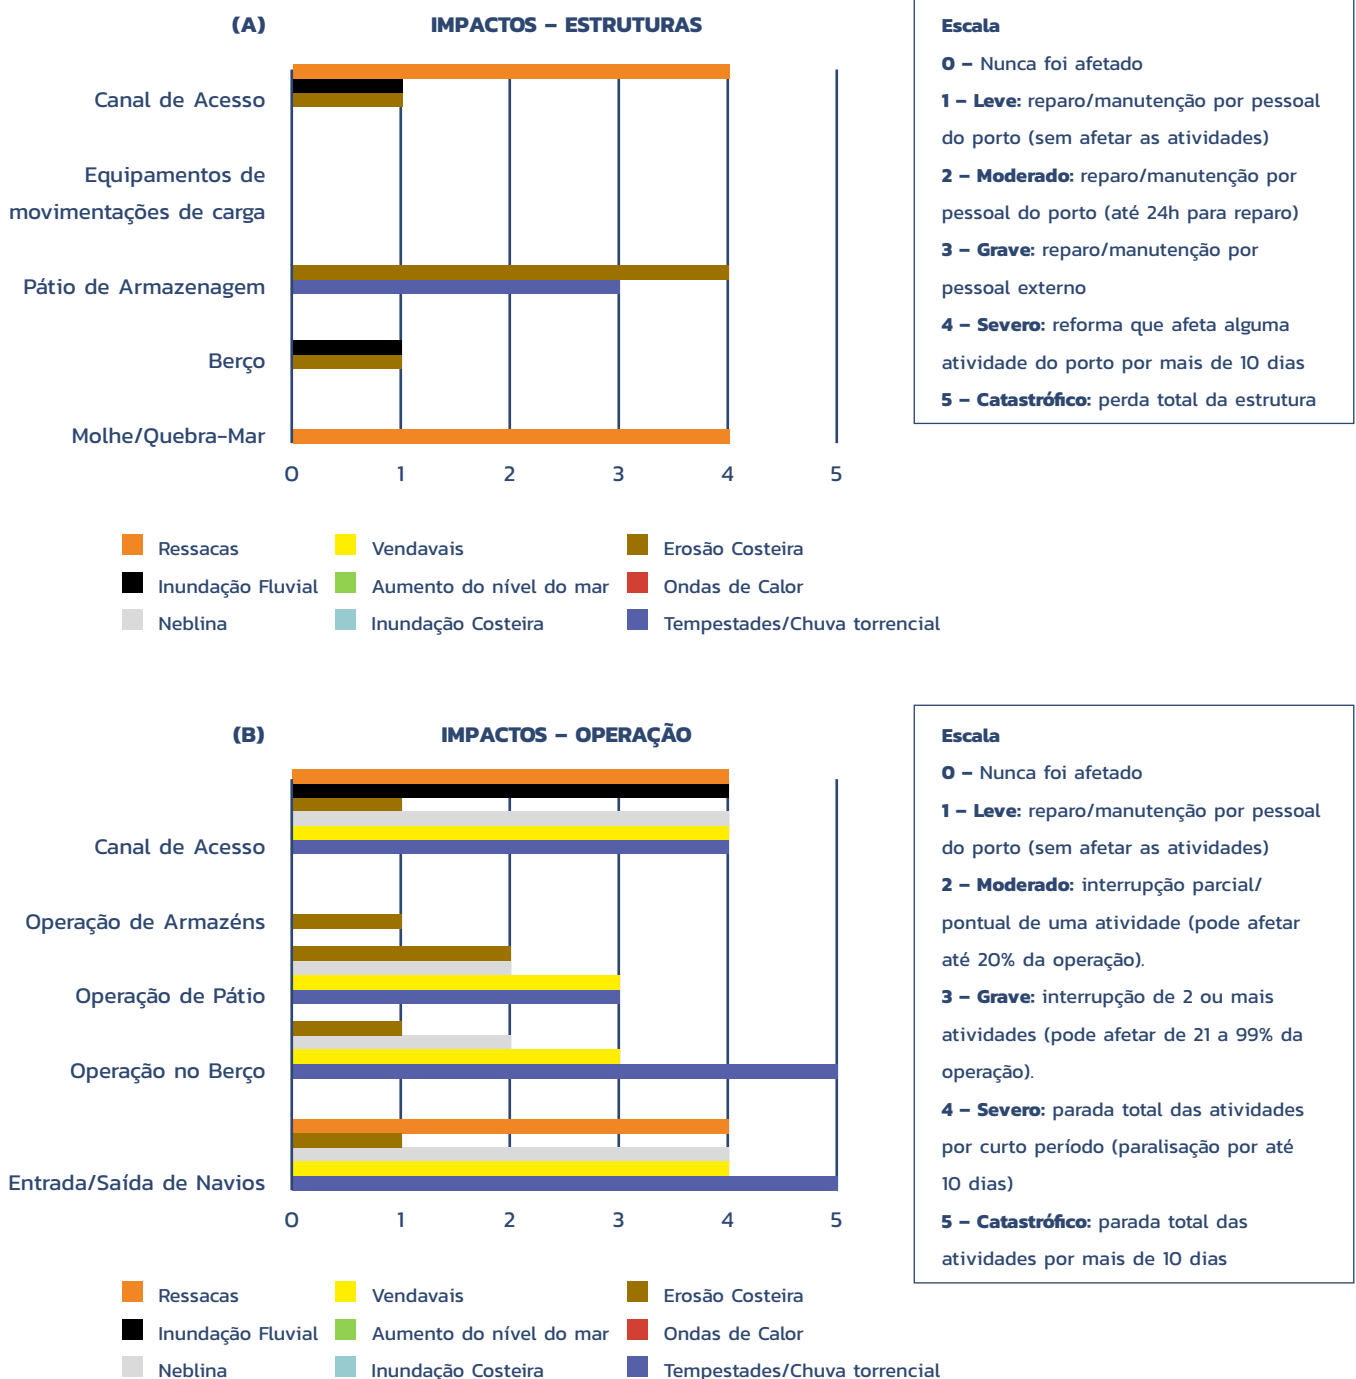 (A)
IMPACTOS – ESTRUTURAS
Canal de Acesso
Equipamentos de
movimentações de carga
Pátio de Armazenagem
Berço
Molhe/Quebra-Mar
0 1 2 3 4 5
Ressacas
Vendavais
Erosão Costeira
Inundação Fluvial
Aumento do nível do mar
Ondas de Calor
Neblina
Inundação Costeira
Tempestades/Chuva torrencial
Escala
0 – Nunca foi afetado
1 – Leve: reparo/manutenção por pessoal
do porto (sem afetar as atividades)
2 – Moderado: reparo/manutenção por
pessoal do porto (até 24h para reparo)
3 – Grave: reparo/manutenção por
pessoal externo
4 – Severo: reforma que afeta alguma
atividade do porto por mais de 10 dias
5 – Catastrófico: perda total da estrutura
(B)
IMPACTOS – OPERAÇÃO
Canal de Acesso
Operação de Armazéns
Operação de Pátio
Operação no Berço
Entrada/Saída de Navios
0 1 2 3 4 5
Ressacas
Vendavais
Erosão Costeira
Inundação Fluvial
Aumento do nível do mar
Ondas de Calor
Neblina
Inundação Costeira
Tempestades/Chuva torrencial
Escala
0 – Nunca foi afetado
1 – Leve: reparo/manutenção por pessoal
do porto (sem afetar as atividades)
2 – Moderado: interrupção parcial/
pontual de uma atividade (pode afetar
até 20% da operação).
3 – Grave: interrupção de 2 ou mais
atividades (pode afetar de 21 a 99% da
operação).
4 – Severo: parada total das atividades
por curto período (paralisação por até
10 dias)
5 – Catastrófico: parada total das
atividades por mais de 10 dias